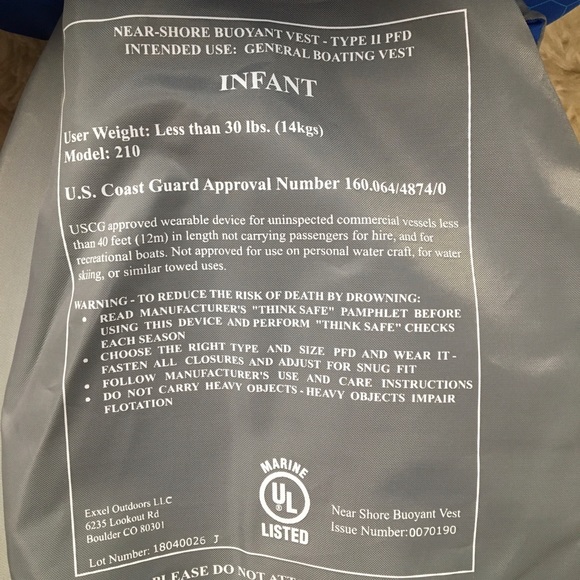 NEAR-SHORE BUOYANT VEST - TYPE II PFD
INTENDED USE: GENERAL BOATING VEST
INFANT
User Weight: Less than 30 lbs. (14kgs)
Model: 210
U.S. Coast Guard Approval Number 160.064/4874/0
USCG approved wearable device for uninspected commercial vessels less
than 40 feet (12m) in length not carrying passengers for hire, and for
recreational boats. Not approved for use on personal water craft, for water
skiing, or similar towed uses.
WARNING - TO REDUCE THE RISK OF DEATH BY DROWNING:
• READ MANUFACTURER'S "THINK SAFE" PAMPHLET BEFORE
USING THIS DEVICE AND PERFORM "THINK SAFE" CHECKS
EACH SEASON
• CHOOSE THE RIGHT TYPE AND SIZE PFD AND WEAR IT -
FASTEN ALL CLOSURES AND ADJUST FOR SNUG FIT
• FOLLOW MANUFACTURER'S USE AND CARE INSTRUCTIONS
• DO NOT CARRY HEAVY OBJECTS - HEAVY OBJECTS IMPAIR
FLOTATION
Exxel Outdoors LLC
6235 Lookout Rd
Boulder CO 80301
Lot Number: 18040026 J
MARINE
UL
LISTED
Near Shore Buoyant Vest
Issue Number: 0070190
PLEASE DO NOT